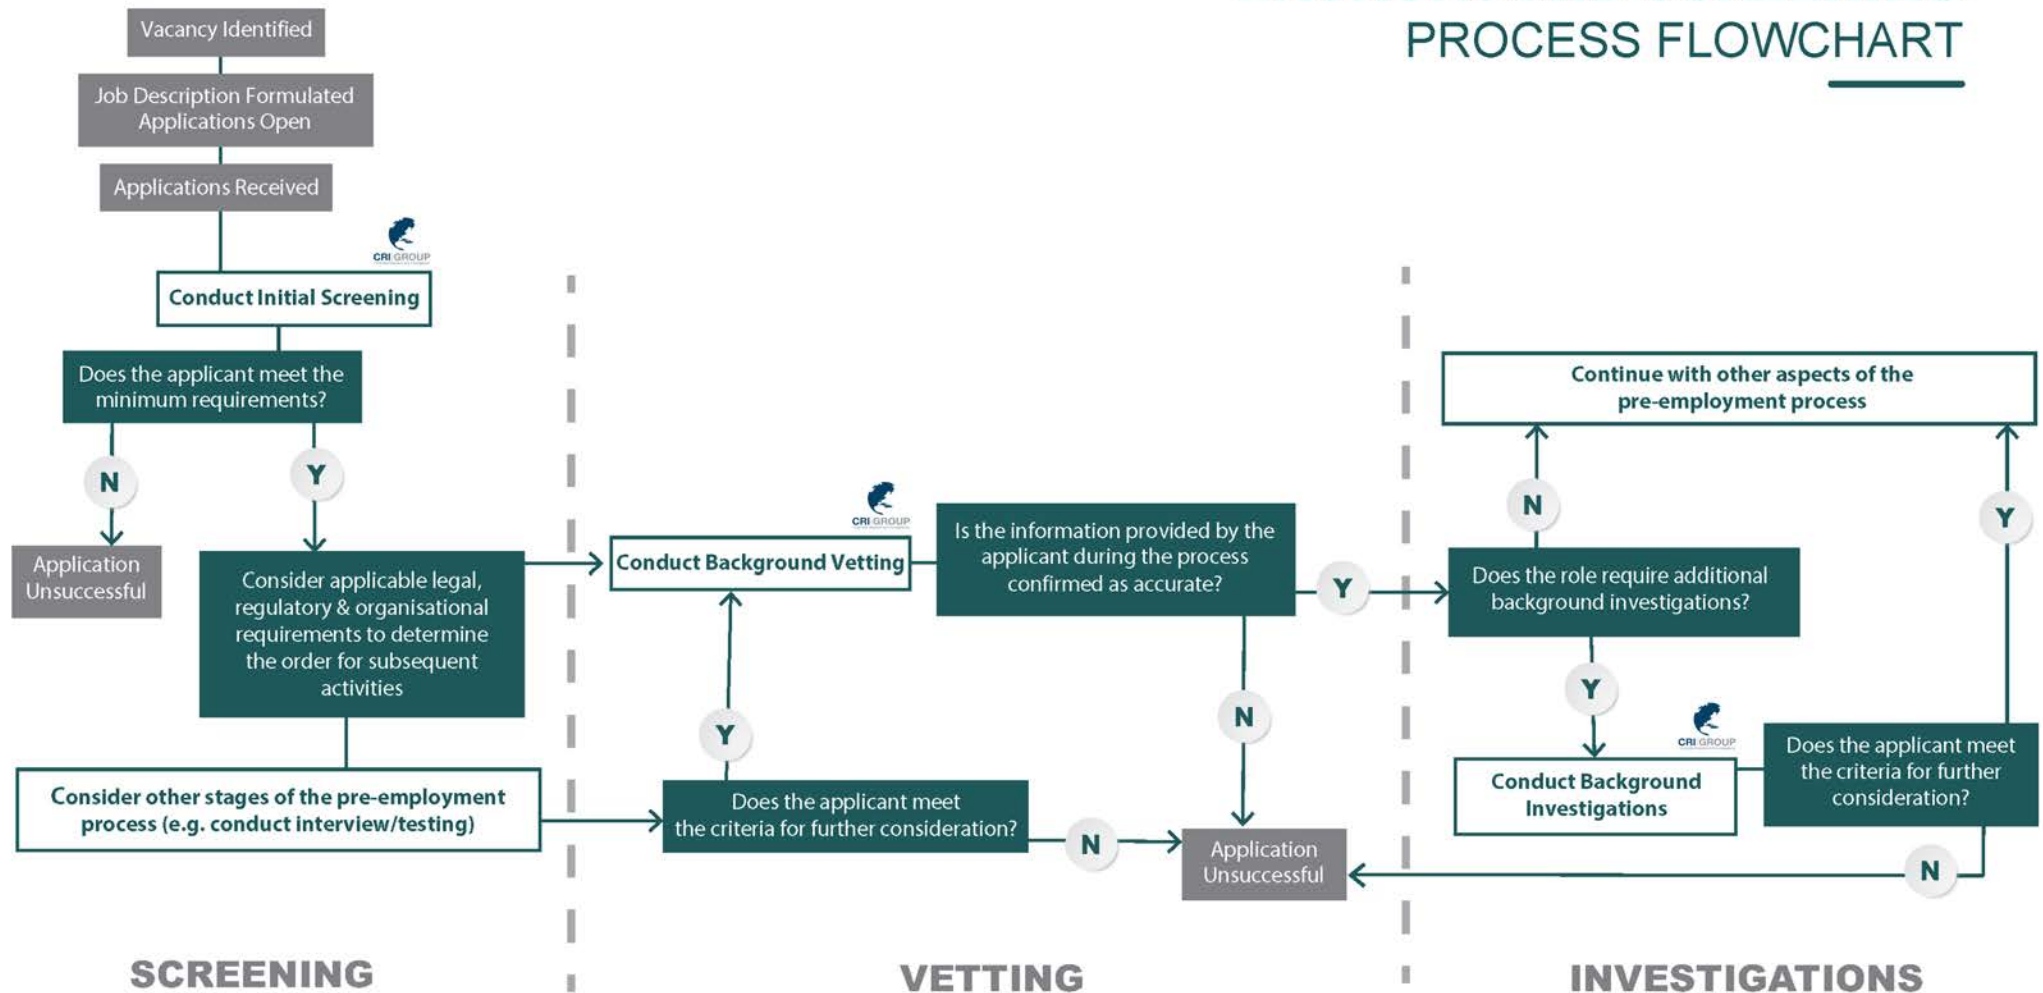 PROCESS FLOWCHART
Vacancy Identified
Job Description Formulated
Applications Open
Applications Received
CRI GROUP
Conduct Initial Screening
Does the applicant meet the
minimum requirements?
N
Y
Application
Unsuccessful
Consider applicable legal,
regulatory & organisational
requirements to determine
the order for subsequent
activities
Consider other stages of the pre-employment
process (e.g. conduct interview/testing)
SCREENING
CRI GROUP
Conduct Background Vetting
Is the information provided by the
applicant during the process
confirmed as accurate?
Y
N
Y
Does the applicant meet
the criteria for further consideration?
N
Application
Unsuccessful
VETTING
Continue with other aspects of the
pre-employment process
N
Y
Does the role require additional
background investigations?
Y
CRI GROUP
Conduct Background
Investigations
Does the applicant meet
the criteria for further
consideration?
N
INVESTIGATIONS